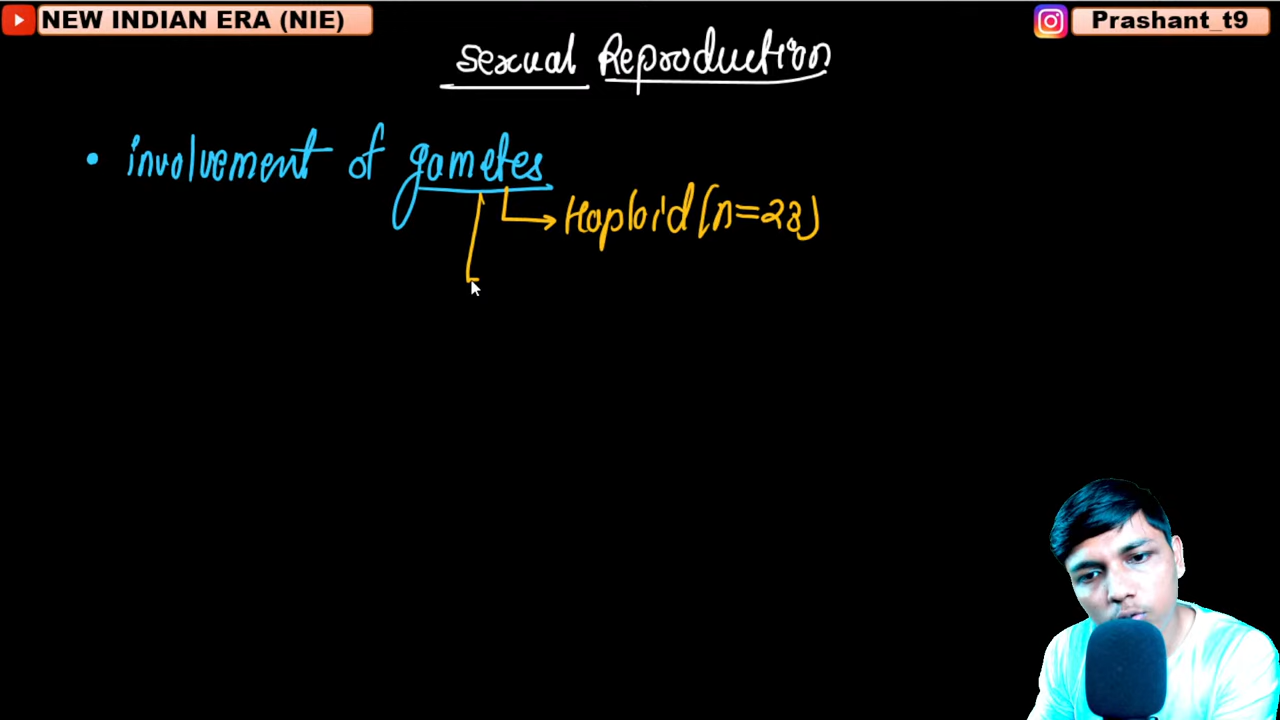 NEW INDIAN ERA (NIE)
Prashant_t9
Sexual Reproduction
• involvement of gametes
Haploid (n=23)